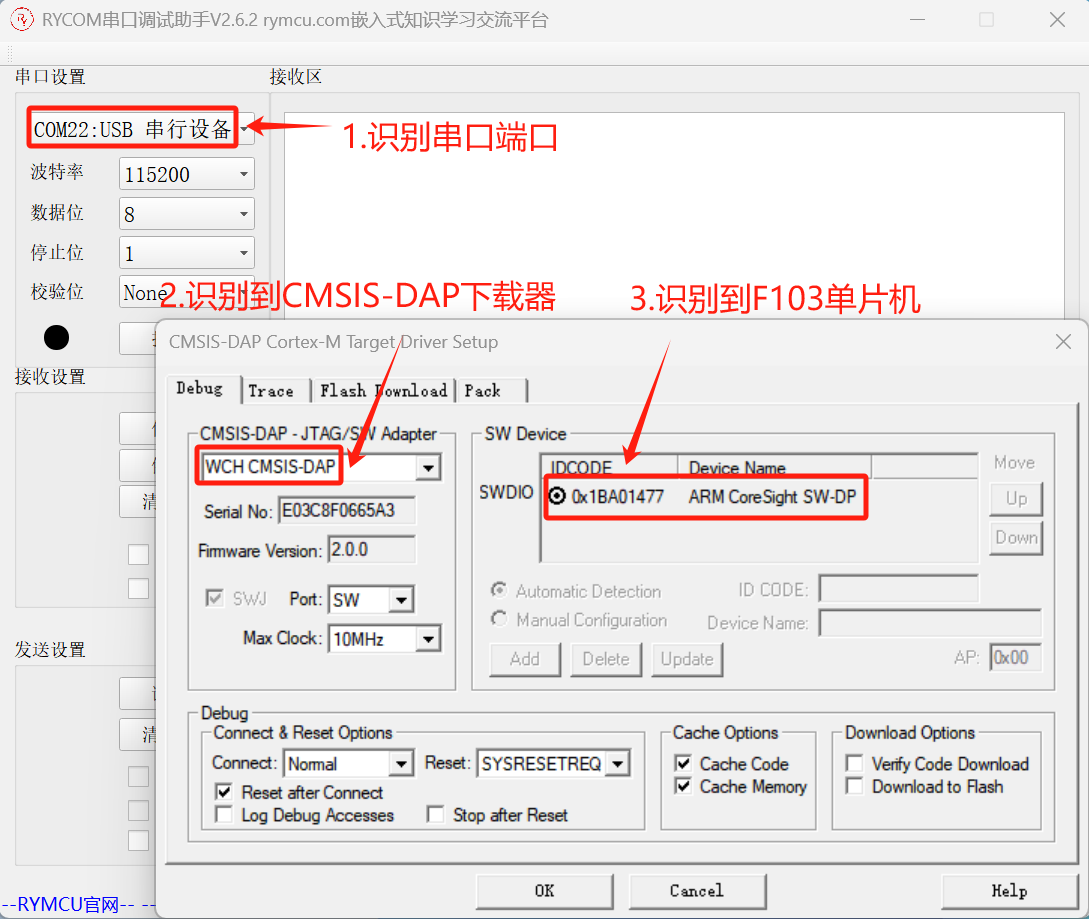 RYCOM串口调试助手V2.6.2 rymcu.com嵌入式知识学习交流平台
串口设置
接收区
COM22:USB 串行设备
1.识别串口端口
波特率
115200
数据位
8
停止位
1
校验位
None
2.识别到CMSIS-DAP下载器
3.识别到F103单片机
CMSIS-DAP Cortex-M Target Driver Setup
接收设置
Debug
Trace
Flash Download
Pack
CMSIS-DAP - JTAG/SW Adapter
WCH CMSIS-DAP
Serial No: E03C8F0665A3
Firmware Version: 2.0.0
SWJ Port: SW
Max Clock: 10MHz
SW Device
IDCODE Device Name
SWDIO 0x1BA01477 ARM CoreSight SW-DP
Move
Up
Down
Automatic Detection
ID CODE:
Manual Configuration
Device Name:
Add
Delete
Update
AP: 0x00
清
发送设置
清
Debug
Connect & Reset Options
Connect: Normal
Reset: SYSRESETREQ
Reset after Connect
Log Debug Accesses
Stop after Reset
Cache Options
Cache Code
Cache Memory
Download Options
Verify Code Download
Download to Flash
OK
Cancel
Help
--RYMCU官网-- --